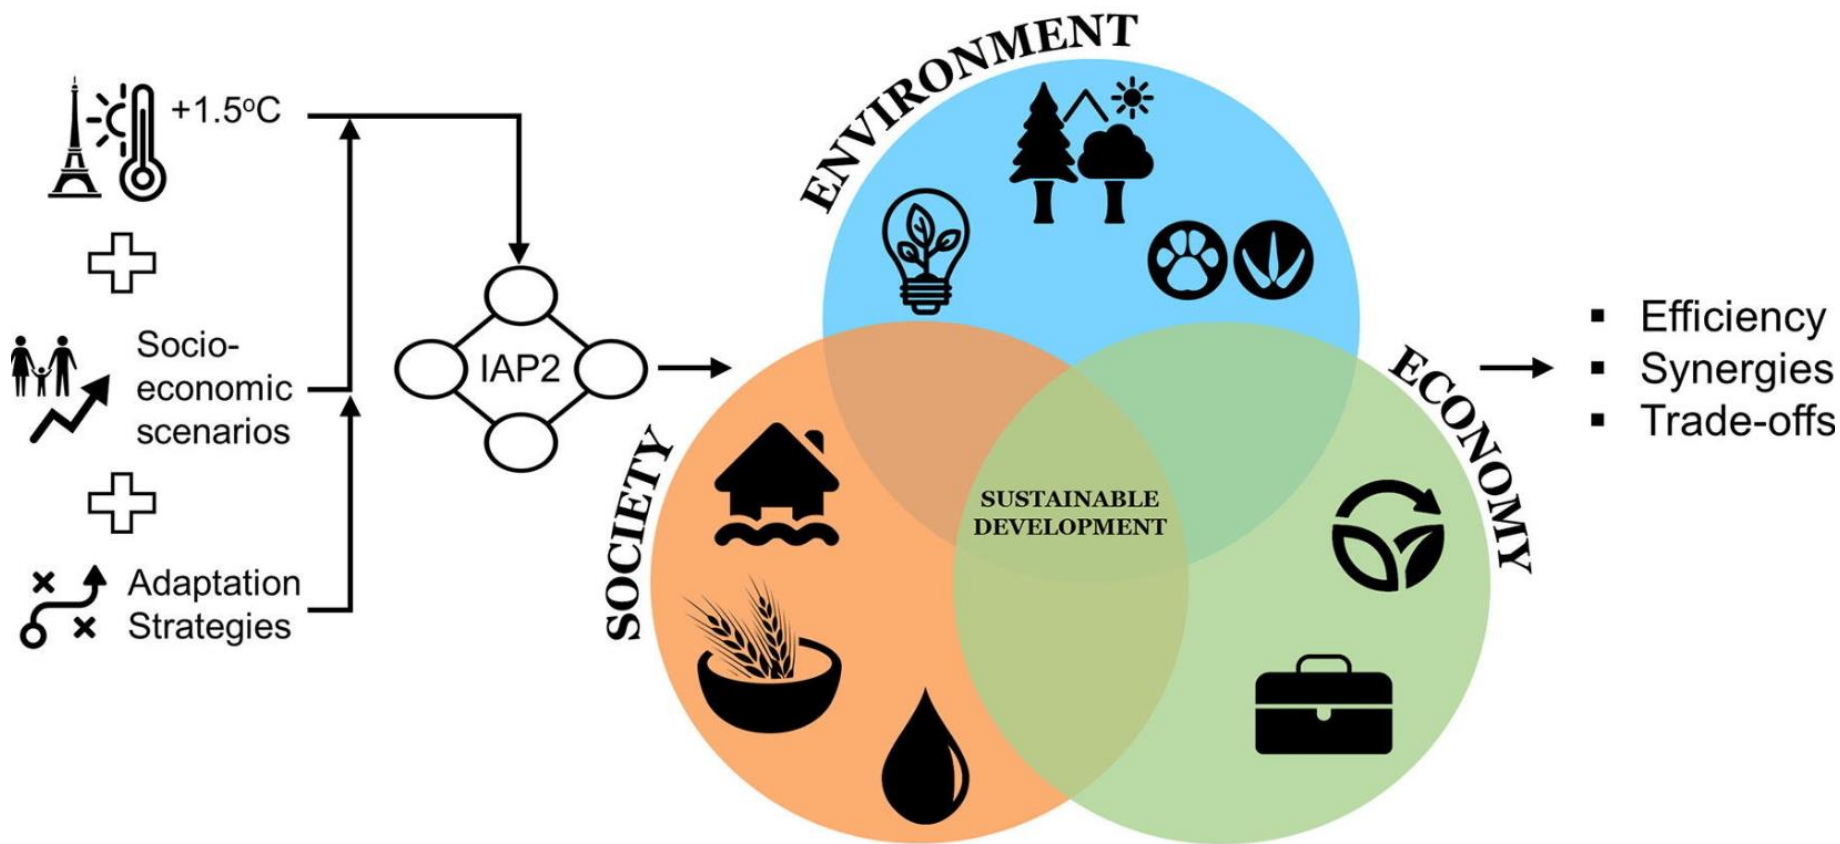 +1.5°C
Socio-
economic
scenarios
Adaptation
Strategies
IAP2
ENVIRONMENT
SOCIETY
ECONOMY
SUSTAINABLE
DEVELOPMENT
▪ Efficiency
▪ Synergies
▪ Trade-offs